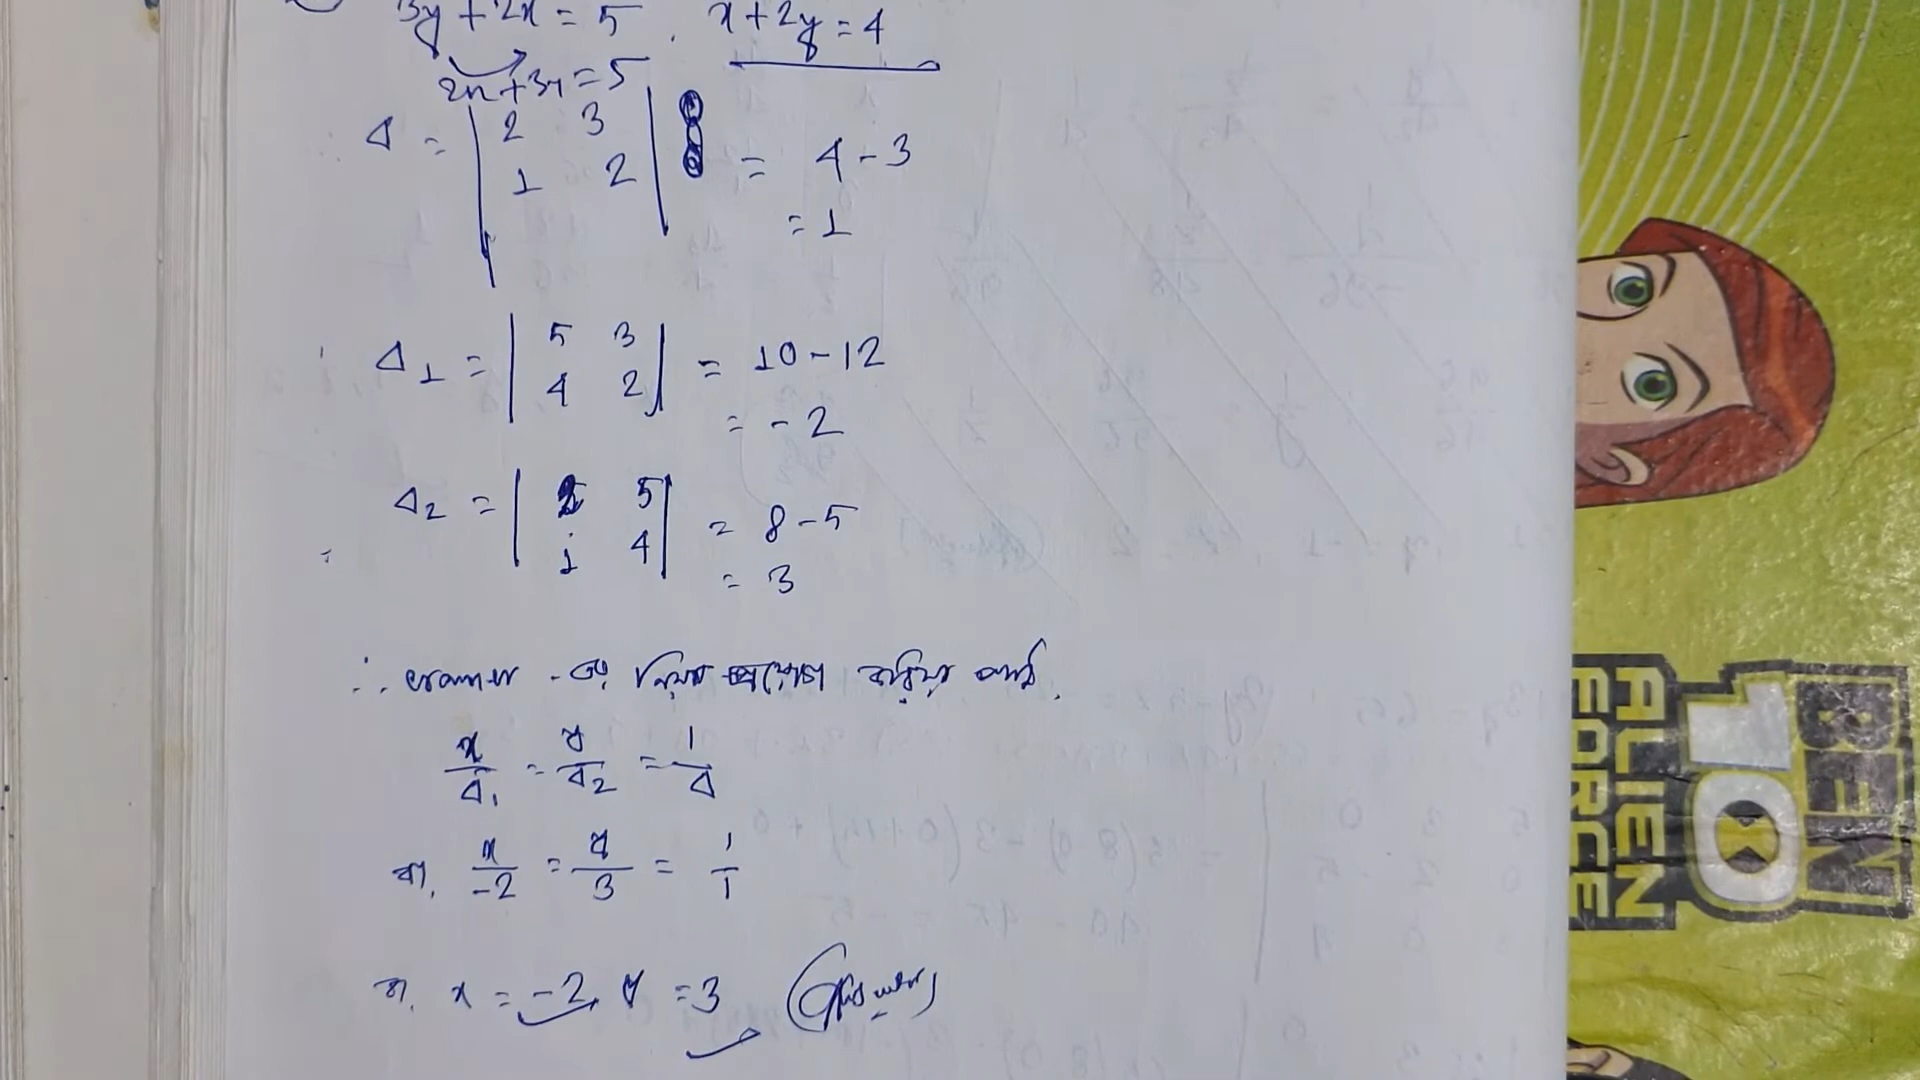 3y + 2x = 5, x + 2y = 4
2x + 3y = 5
Δ = | 2 3 | = 4 - 3
| 1 2 |
= 1
Δ1 = | 5 3 | = 10 - 12
| 4 2 |
= - 2
Δ2 = | 2 5 | = 8 - 5
| 1 4 |
= 3
∴ cramer - এর নিয়ম প্রয়োগ করিয়া পাই,
x/Δ1 = y/Δ2 = 1/Δ
বা, x/-2 = y/3 = 1/1
বা, x = -2, y = 3 (Answer)
BEN
10
ALIEN
FORCE